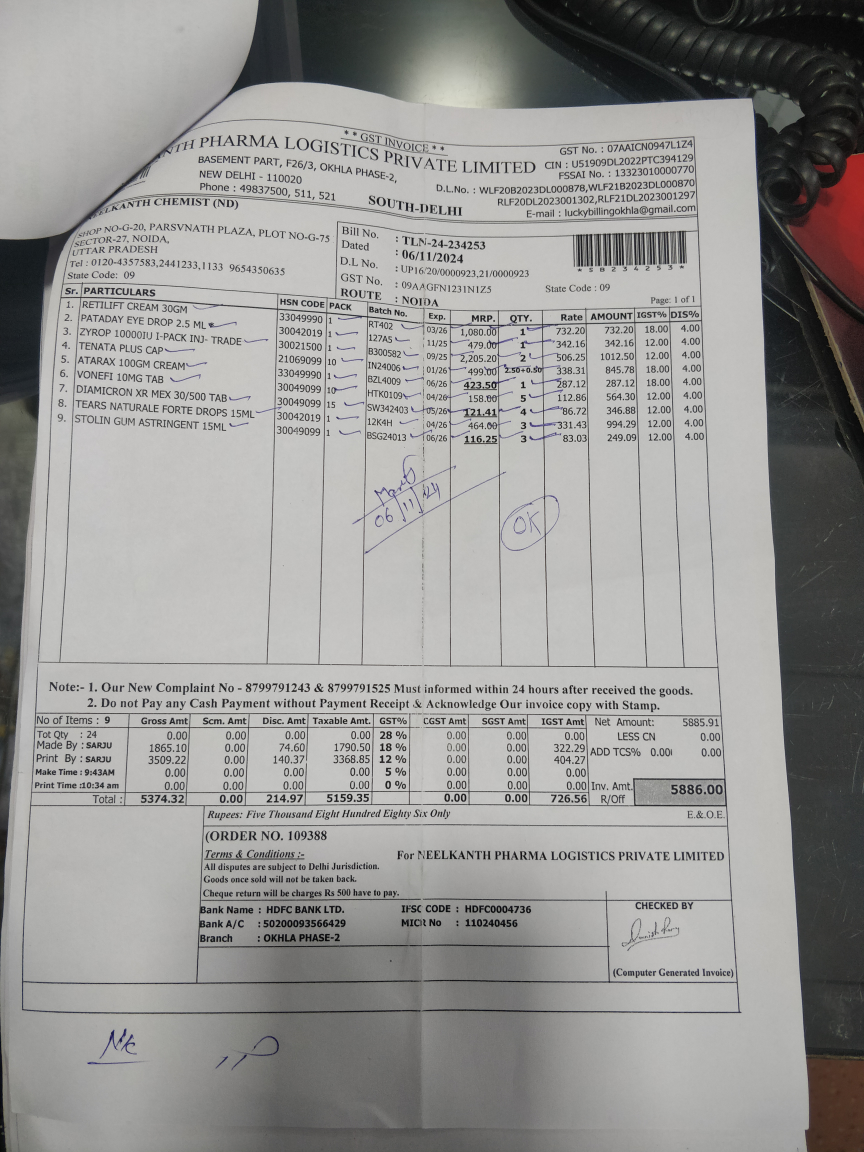 ** GST INVOICE **
PHARMA LOGISTICS PRIVATE LIMITED
BASEMENT PART, F26/3, OKHLA PHASE-2,
NEW DELHI - 110020
Phone : 49837500, 511, 521
SOUTH-DELHI
GST No. : 07AAICN0947L1Z4
CIN : U51909DL2022PTC394129
FSSAI No. : 13323010000770
D.L.No. : WLF20B2023DL000878,WLF21B2023DL000870
RLF20DL2023001302,RLF21DL2023001297
E-mail : luckybillingokhla@gmail.com
NEELKANTH CHEMIST (ND)
SHOP NO-G-20, PARSVNATH PLAZA, PLOT NO-G-75
SECTOR-27, NOIDA,
UTTAR PRADESH
Tel : 0120-4357583,2441233,1133 9654350635
State Code: 09
Bill No. : TLN-24-234253
Dated : 06/11/2024
D.L No. : UP16/20/0000923,21/0000923
GST No. : 09AAGFN1231N1Z5 State Code : 09
ROUTE : NOIDA
*58234253*
Page: 1 of 1
Sr. PARTICULARS HSN CODE PACK Batch No. Exp. MRP. QTY. Rate AMOUNT IGST% DIS%
1. RETILIFT CREAM 30GM 33049990 1 RT402 03/26 1,080.00 1 732.20 732.20 18.00 4.00
2. PATADAY EYE DROP 2.5 ML 30042019 1 127A5 11/25 479.00 1 342.16 342.16 12.00 4.00
3. ZYROP 10000IU I-PACK INJ- TRADE 30021500 1 B300582 09/25 2,205.20 2 506.25 1012.50 12.00 4.00
4. TENATA PLUS CAP 21069099 10 IN24006 01/26 499.00 2.50+0.50 338.31 845.78 18.00 4.00
5. ATARAX 100GM CREAM 33049990 1 BZL4009 06/26 423.50 1 287.12 287.12 18.00 4.00
6. VONEFI 10MG TAB 30049099 10 HTK0109 04/26 158.00 5 112.86 564.30 12.00 4.00
7. DIAMICRON XR MEX 30/500 TAB 30049099 15 SW342403 05/26 121.41 4 86.72 346.88 12.00 4.00
8. TEARS NATURALE FORTE DROPS 15ML 30042019 1 12K4H 04/26 464.00 3 331.43 994.29 12.00 4.00
9. STOLIN GUM ASTRINGENT 15ML 30049099 1 BSG24013 06/26 116.25 3 83.03 249.09 12.00 4.00
06/11/24
OK
Note:- 1. Our New Complaint No - 8799791243 & 8799791525 Must informed within 24 hours after received the goods.
2. Do not Pay any Cash Payment without Payment Receipt & Acknowledge Our invoice copy with Stamp.
No of Items : 9 Gross Amt Scm. Amt Disc. Amt Taxable Amt. GST% CGST Amt SGST Amt IGST Amt Net Amount: 5885.91
Tot Qty : 24 0.00 0.00 0.00 0.00 28 % 0.00 0.00 0.00 LESS CN 0.00
Made By : SARJU 1865.10 0.00 74.60 1790.50 18 % 0.00 0.00 322.29 ADD TCS% 0.00 0.00
Print By : SARJU 3509.22 0.00 140.37 3368.85 12 % 0.00 0.00 404.27
Make Time : 9:43AM 0.00 0.00 0.00 0.00 5 % 0.00 0.00 0.00
Print Time :10:34 am 0.00 0.00 0.00 0.00 0 % 0.00 0.00 0.00 Inv. Amt. 5886.00
Total : 5374.32 0.00 214.97 5159.35 0.00 0.00 726.56 R/Off
Rupees: Five Thousand Eight Hundred Eighty Six Only E.&.O.E.
(ORDER NO. 109388
Terms & Conditions :-
For NEELKANTH PHARMA LOGISTICS PRIVATE LIMITED
All disputes are subject to Delhi Jurisdiction.
Goods once sold will not be taken back.
Cheque return will be charges Rs 500 have to pay.
Bank Name : HDFC BANK LTD. IFSC CODE : HDFC0004736
Bank A/C : 50200093566429 MICR No : 110240456
Branch : OKHLA PHASE-2
CHECKED BY
(Computer Generated Invoice)